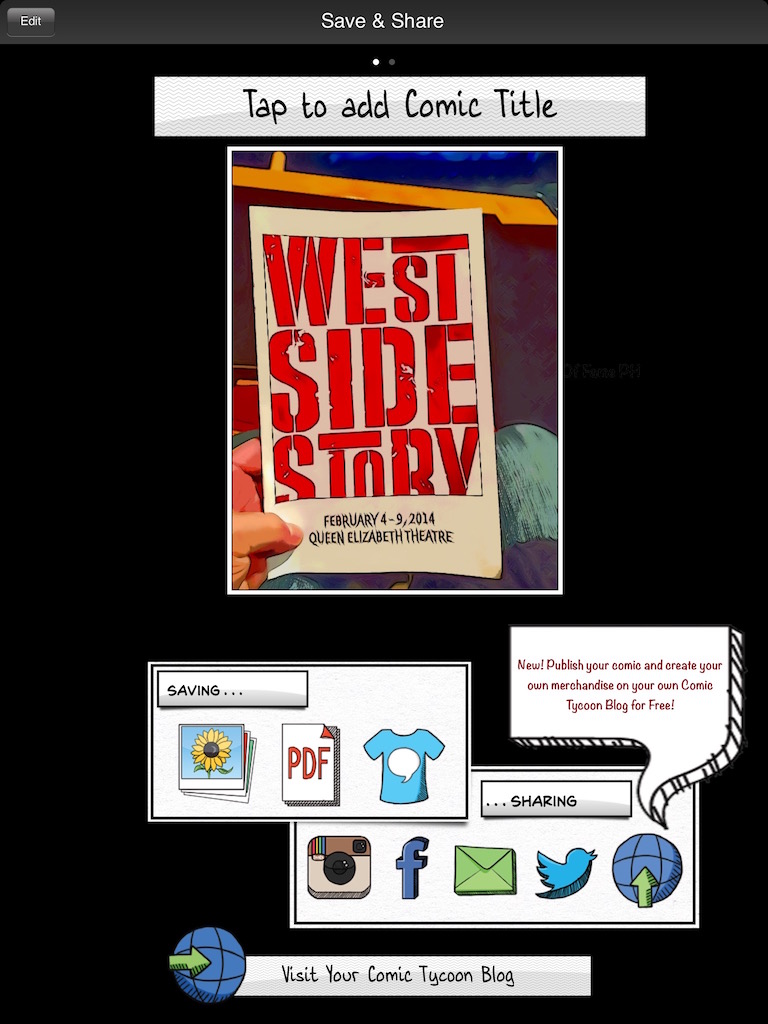 Edit
Save & Share
Tap to add Comic Title
WEST
SIDE
STORY
FEBRUARY 4-9, 2014
QUEEN ELIZABETH THEATRE
New! Publish your comic and create your
own merchandise on your own Comic
Tycoon Blog for Free!
SAVING...
PDF
...SHARING
f
Visit Your Comic Tycoon Blog